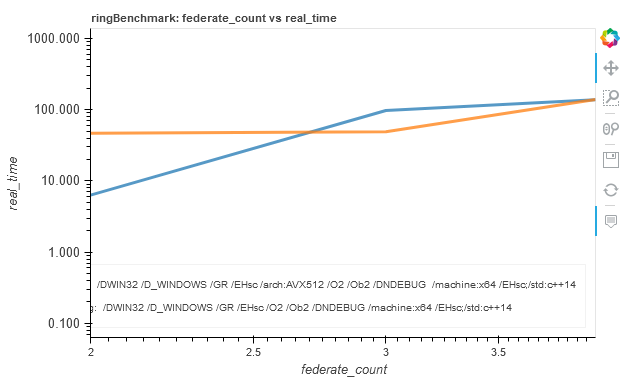 ringBenchmark: federate_count vs real_time
1000.000
100.000
10.000
1.000
0.100
real_time
/DWIN32 /D_WINDOWS /GR /EHsc /arch:AVX512 /O2 /Ob2 /DNDEBUG /machine:x64 /EHsc;/std:c++14
g: /DWIN32 /D_WINDOWS /GR /EHsc /O2 /Ob2 /DNDEBUG /machine:x64 /EHsc;/std:c++14
2 2.5 3 3.5
federate_count